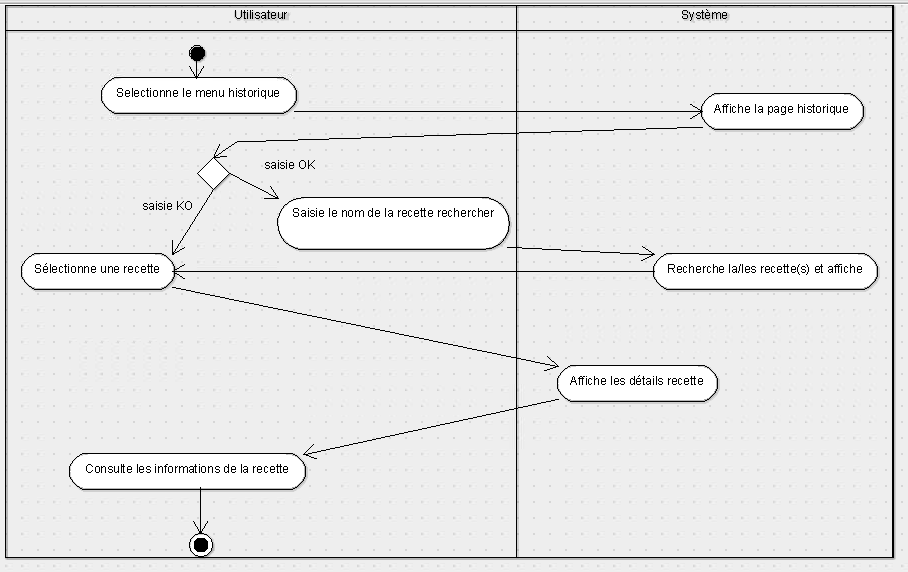 Utilisateur
Système
Selectionne le menu historique
Affiche la page historique
saisie OK
saisie KO
Saisie le nom de la recette rechercher
Sélectionne une recette
Recherche la/les recette(s) et affiche
Affiche les détails recette
Consulte les informations de la recette